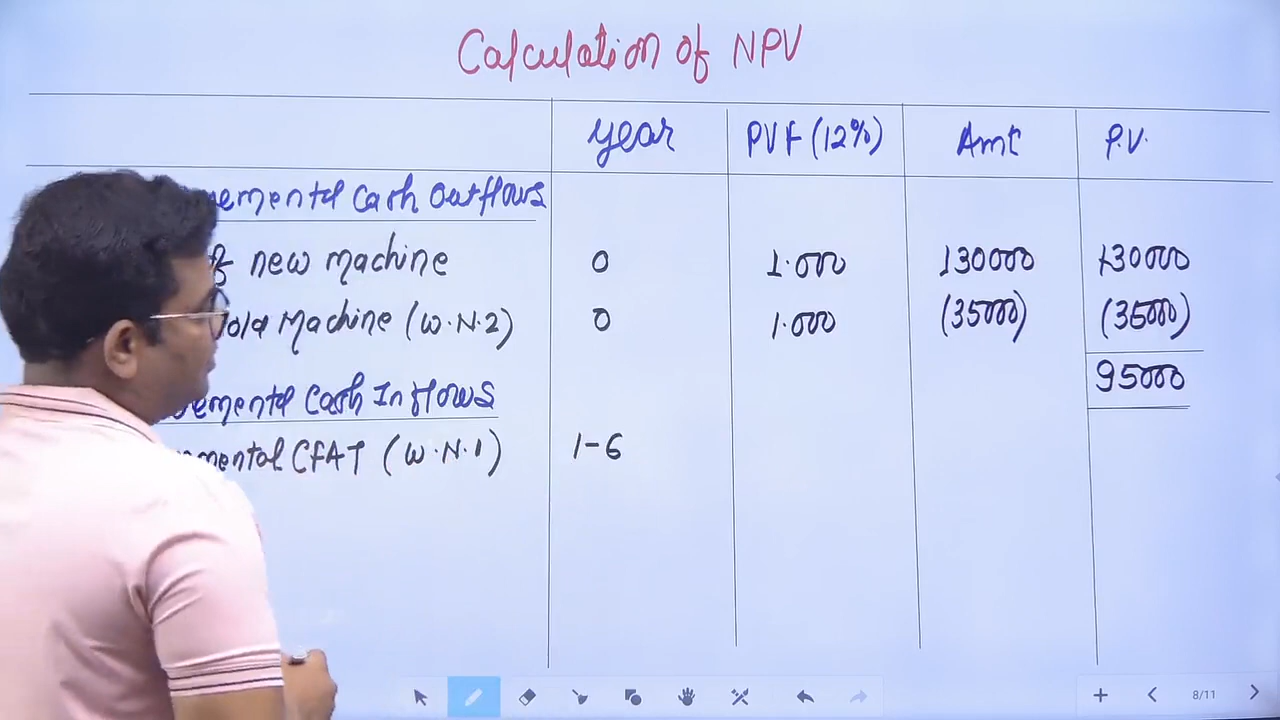 Calculation of NPV
year PVF (12%) Amt P.V.
emental Cash Outflows
of new machine 0 1.000 130000 130000
old Machine (W.N.2) 0 1.000 (35000) (35000)
95000
emental Cash Inflows
mental CFAT (W.N.1) 1-6
8/11